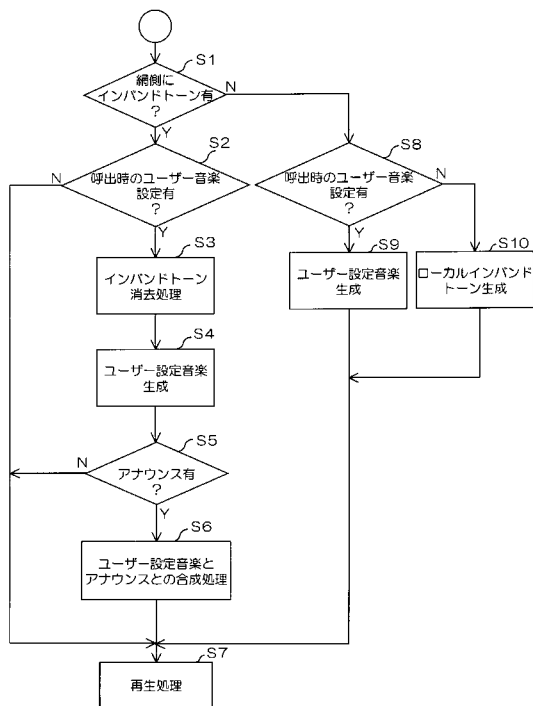 S1
網側に
インバンドトーン有
?
N
Y
S2
N
呼出時のユーザー音楽
設定有
?
Y
S8
呼出時のユーザー音楽
設定有
?
N
Y
S3
インバンドトーン
消去処理
S9
ユーザー設定音楽
生成
S10
ローカルインバンド
トーン生成
S4
ユーザー設定音楽
生成
S5
N
アナウンス有
?
Y
S6
ユーザー設定音楽と
アナウンスとの合成処理
S7
再生処理